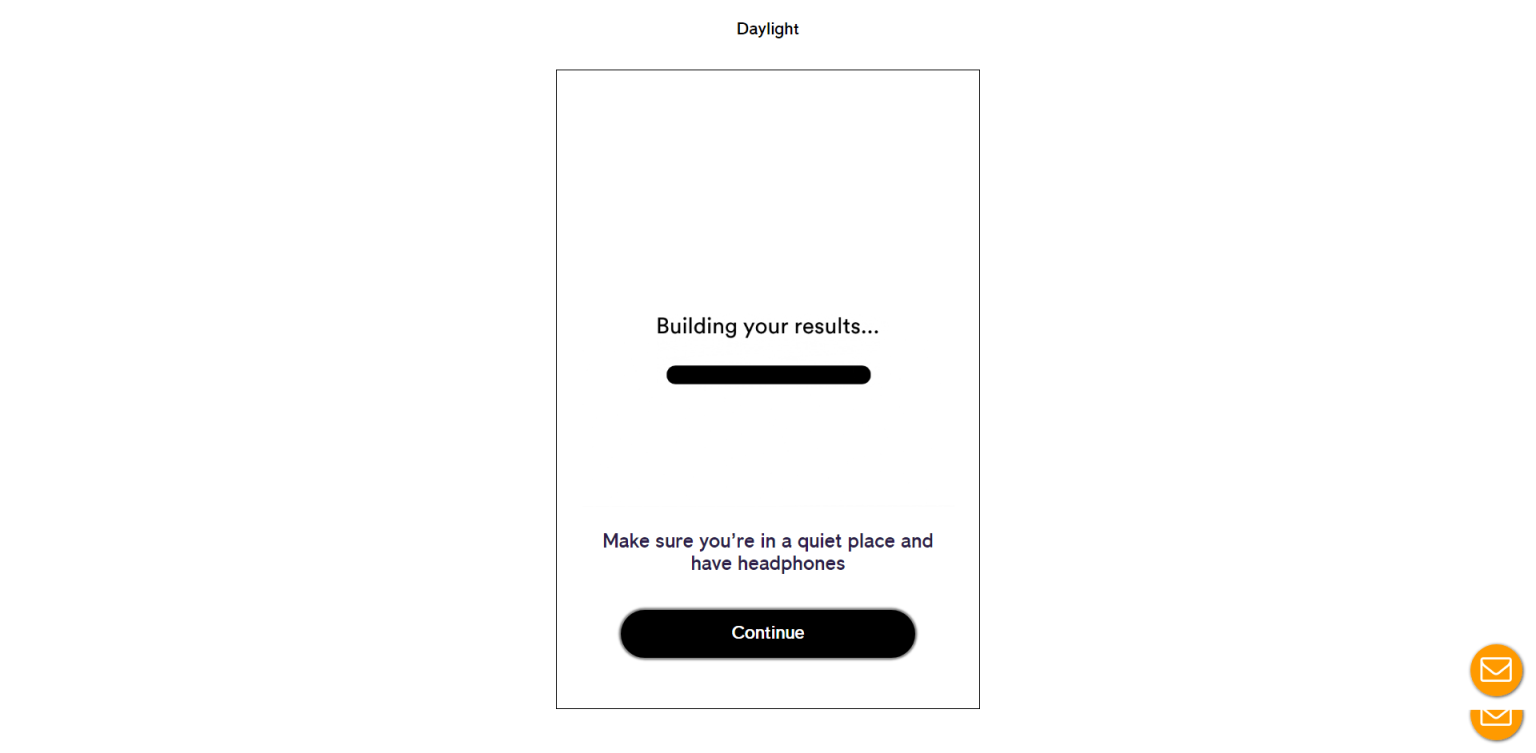 Daylight
Building your results...
Make sure you’re in a quiet place and
have headphones
Continue